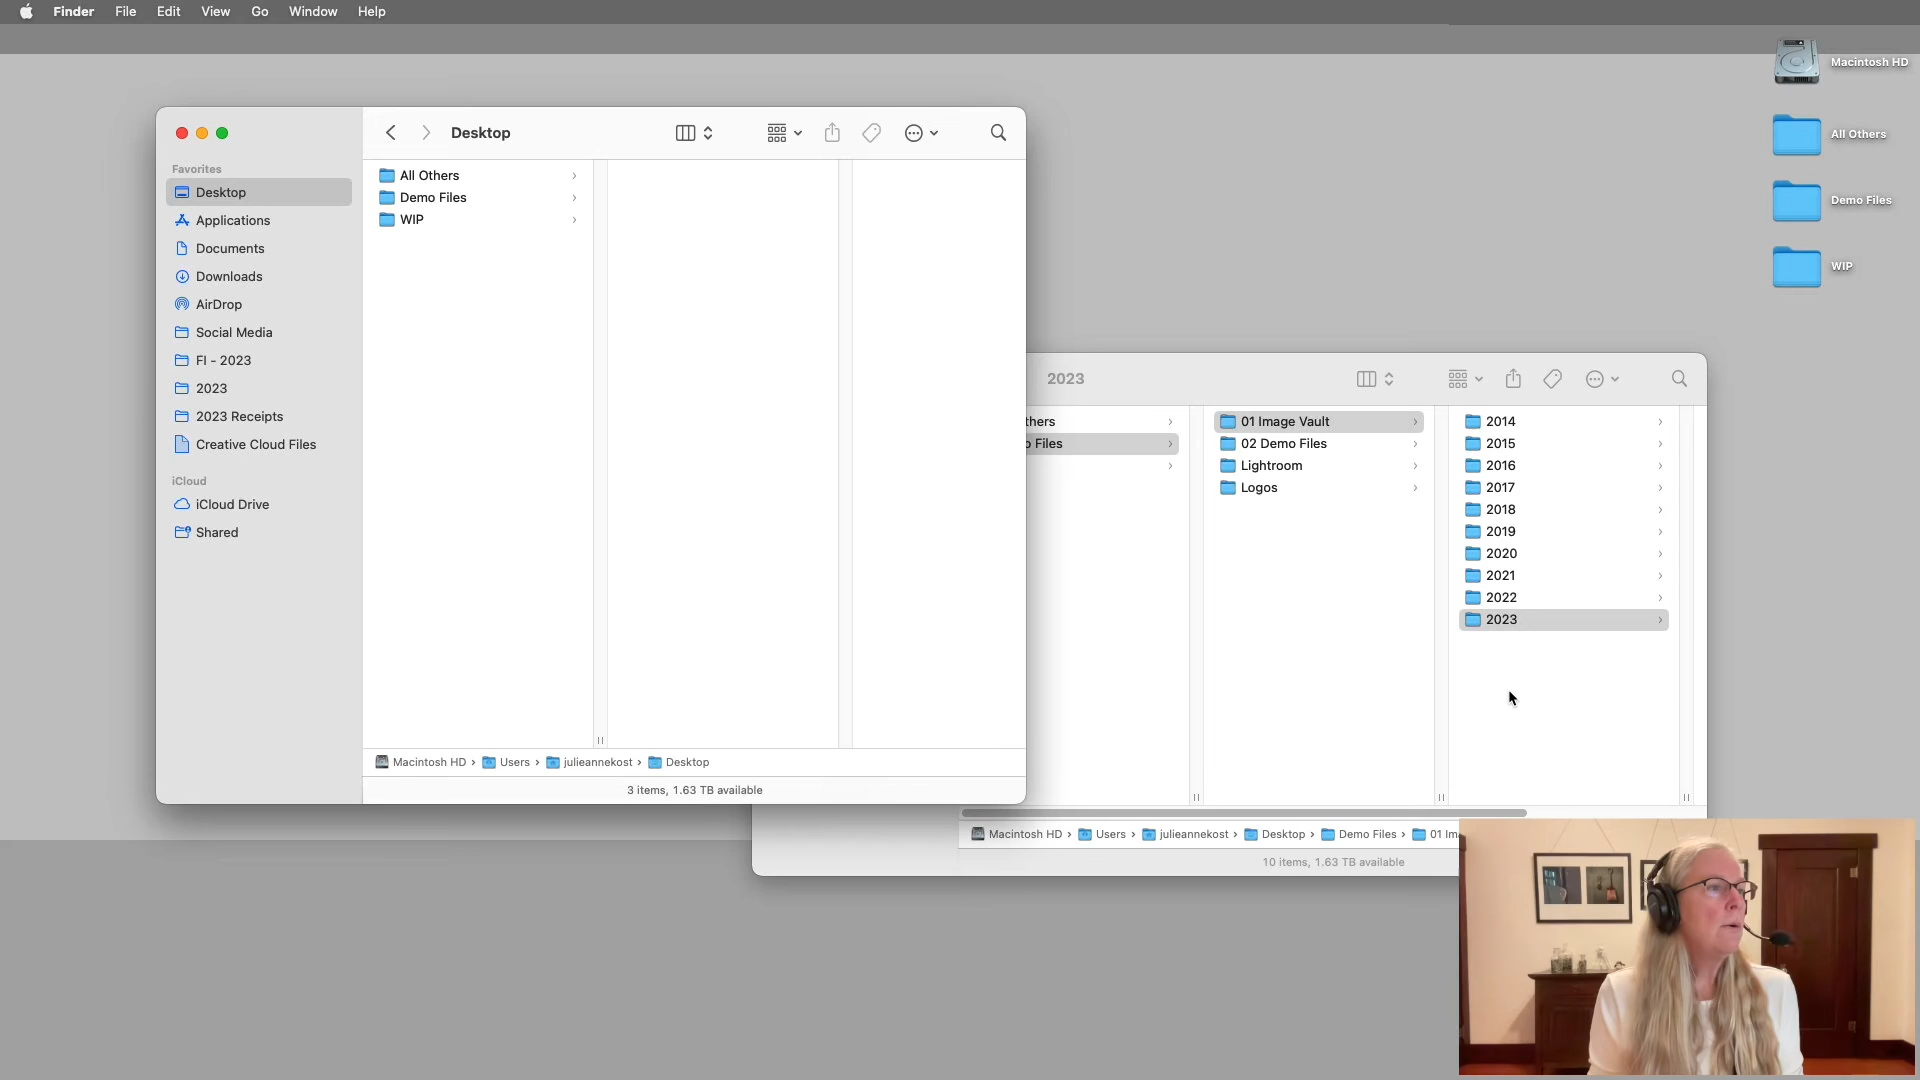 Finder File Edit View Go Window Help
Macintosh HD
All Others
Demo Files
WIP
Desktop
Favorites
Desktop
Applications
Documents
Downloads
AirDrop
Social Media
FI - 2023
2023
2023 Receipts
Creative Cloud Files
iCloud
iCloud Drive
Shared
All Others
Demo Files
WIP
Macintosh HD › Users › julieannekost › Desktop
3 items, 1.63 TB available
2023
thers
Files
01 Image Vault
02 Demo Files
Lightroom
Logos
2014
2015
2016
2017
2018
2019
2020
2021
2022
2023
Macintosh HD › Users › julieannekost › Desktop › Demo Files › 01 Im
10 items, 1.63 TB available